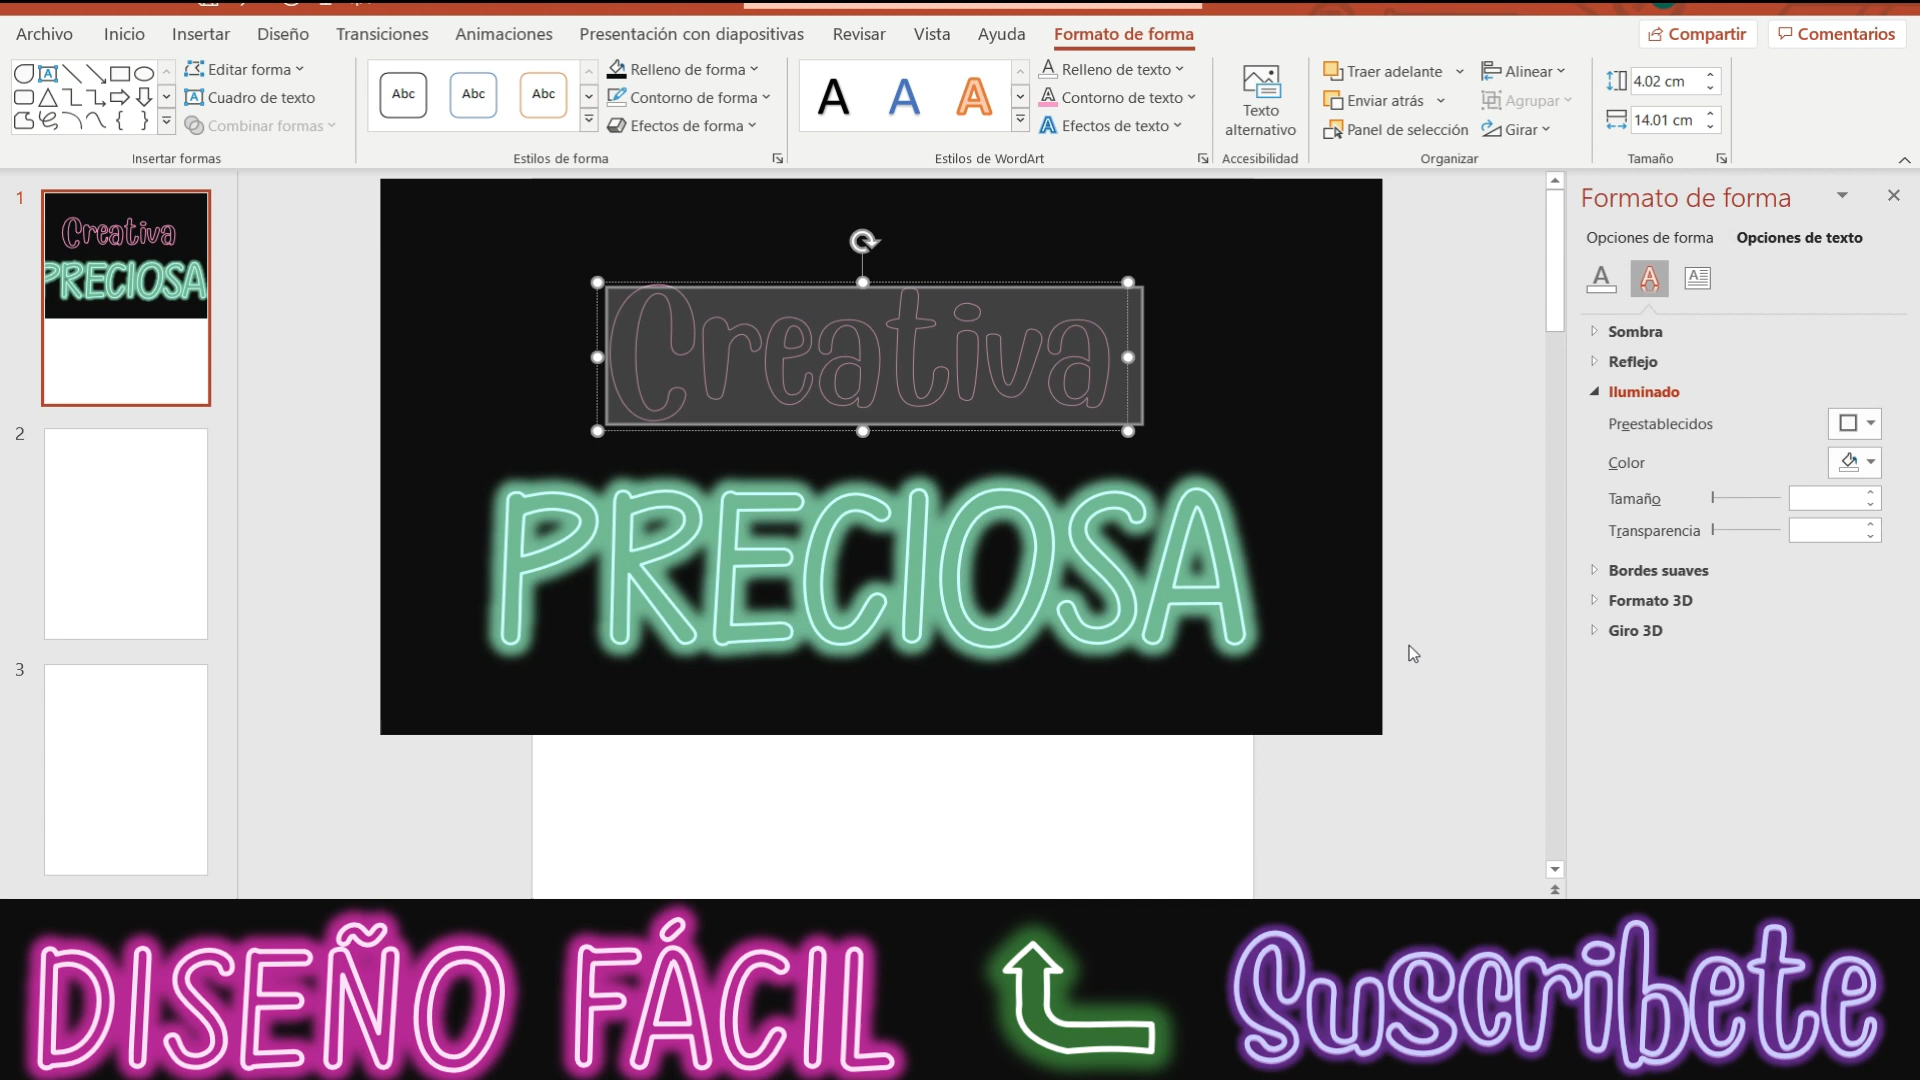 Archivo Inicio Insertar Diseño Transiciones Animaciones Presentación con diapositivas Revisar Vista Ayuda Formato de forma Compartir Comentarios
Editar forma
Cuadro de texto
Combinar formas
Insertar formas
Abc Abc Abc
Relleno de forma
Contorno de forma
Efectos de forma
Estilos de forma
A A A
Relleno de texto
Contorno de texto
Efectos de texto
Estilos de WordArt
Texto
alternativo
Accesibilidad
Traer adelante
Enviar atrás
Panel de selección
Alinear
Agrupar
Girar
Organizar
4.02 cm
14.01 cm
Tamaño
1
Creativa
PRECIOSA
2
3
Creativa
PRECIOSA
Formato de forma
Opciones de forma Opciones de texto
Sombra
Reflejo
Iluminado
Preestablecidos
Color
Tamaño
Transparencia
Bordes suaves
Formato 3D
Giro 3D
DISEÑO FÁCIL Suscribete